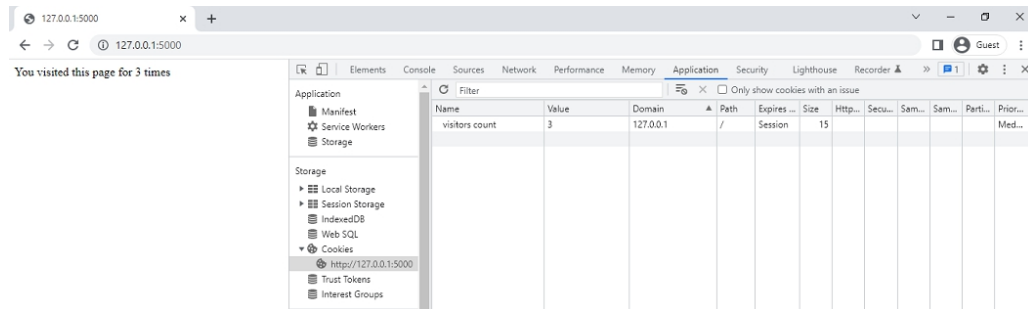 127.0.0.1:5000
127.0.0.1:5000 Guest
You visited this page for 3 times
Elements Console Sources Network Performance Memory Application Security Lighthouse Recorder 1
Application
Manifest
Service Workers
Storage
Storage
Local Storage
Session Storage
IndexedDB
Web SQL
Cookies
http://127.0.0.1:5000
Trust Tokens
Interest Groups
Filter Only show cookies with an issue
Name Value Domain Path Expires ... Size Http... Secu... Sam... Sam... Parti... Prior...
visitors count 3 127.0.0.1 / Session 15 Med...